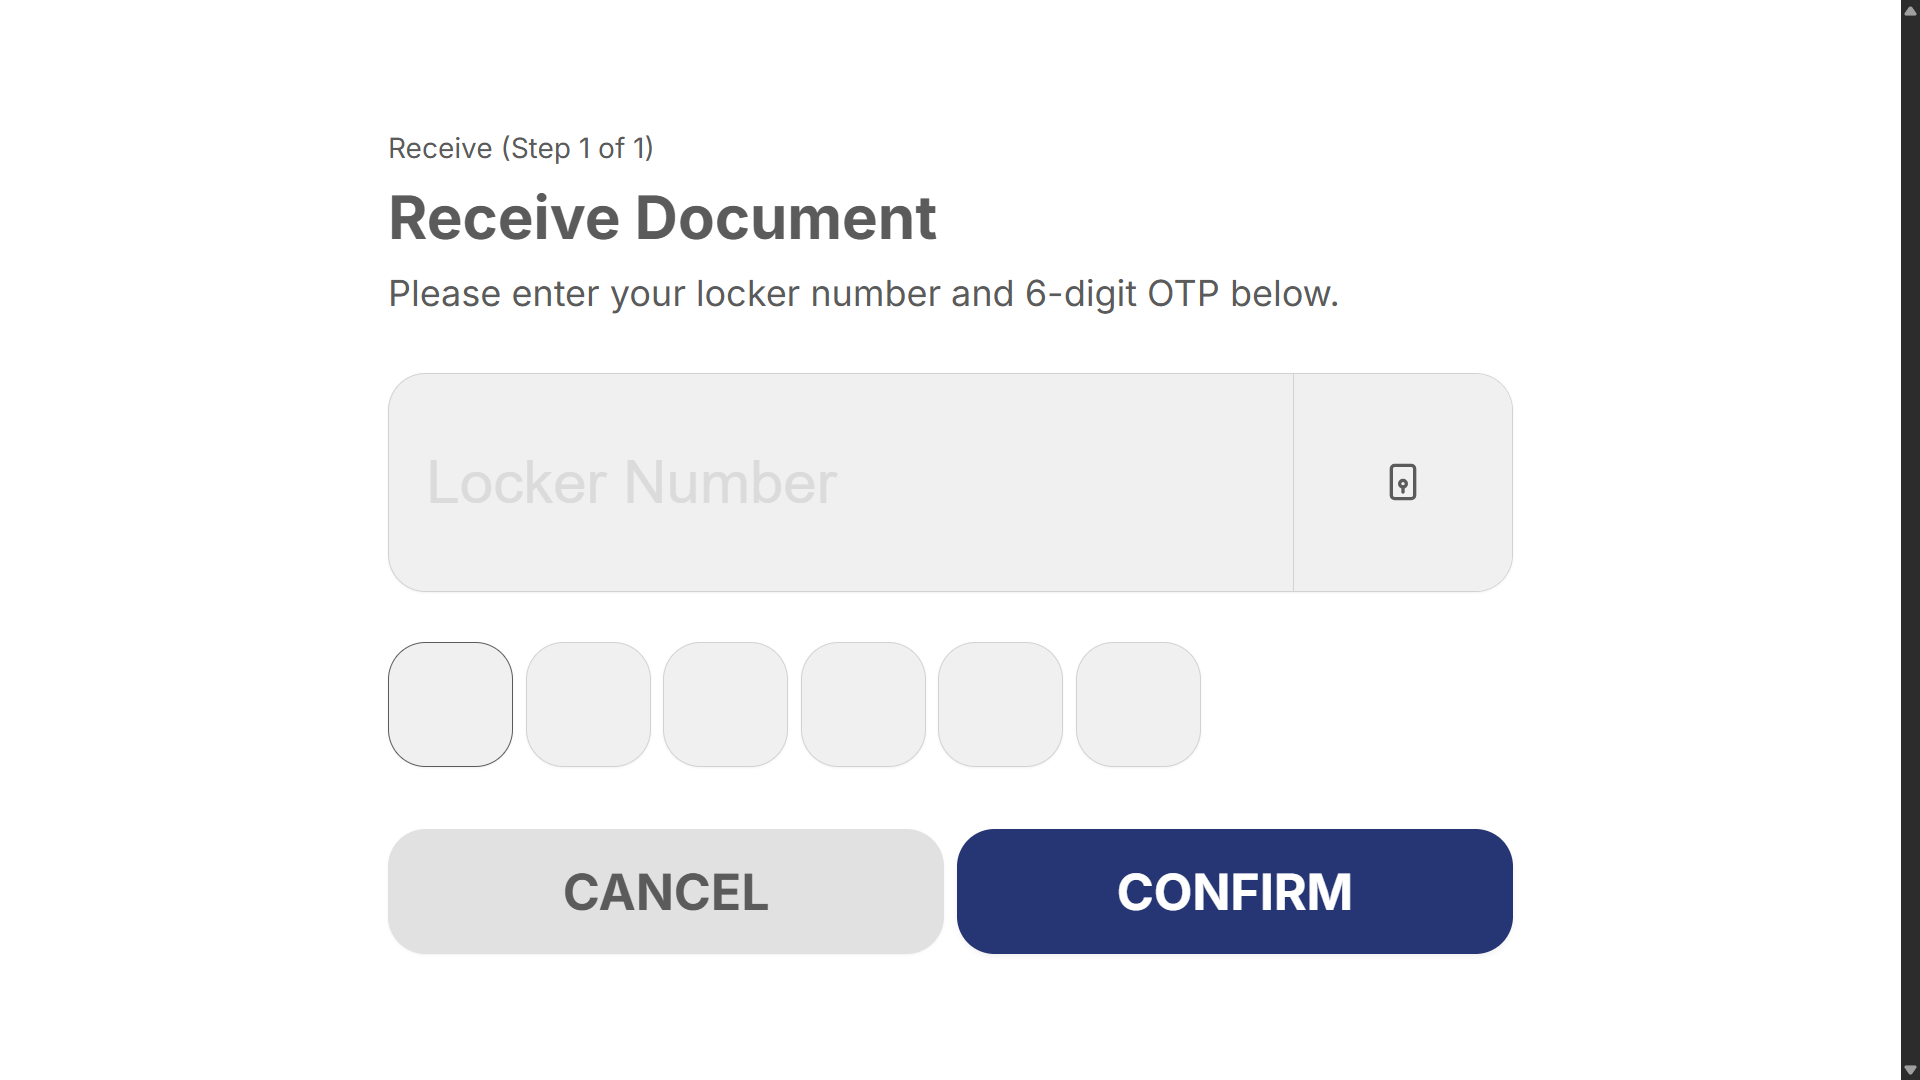 Receive (Step 1 of 1)
Receive Document
Please enter your locker number and 6-digit OTP below.
Locker Number
CANCEL
CONFIRM